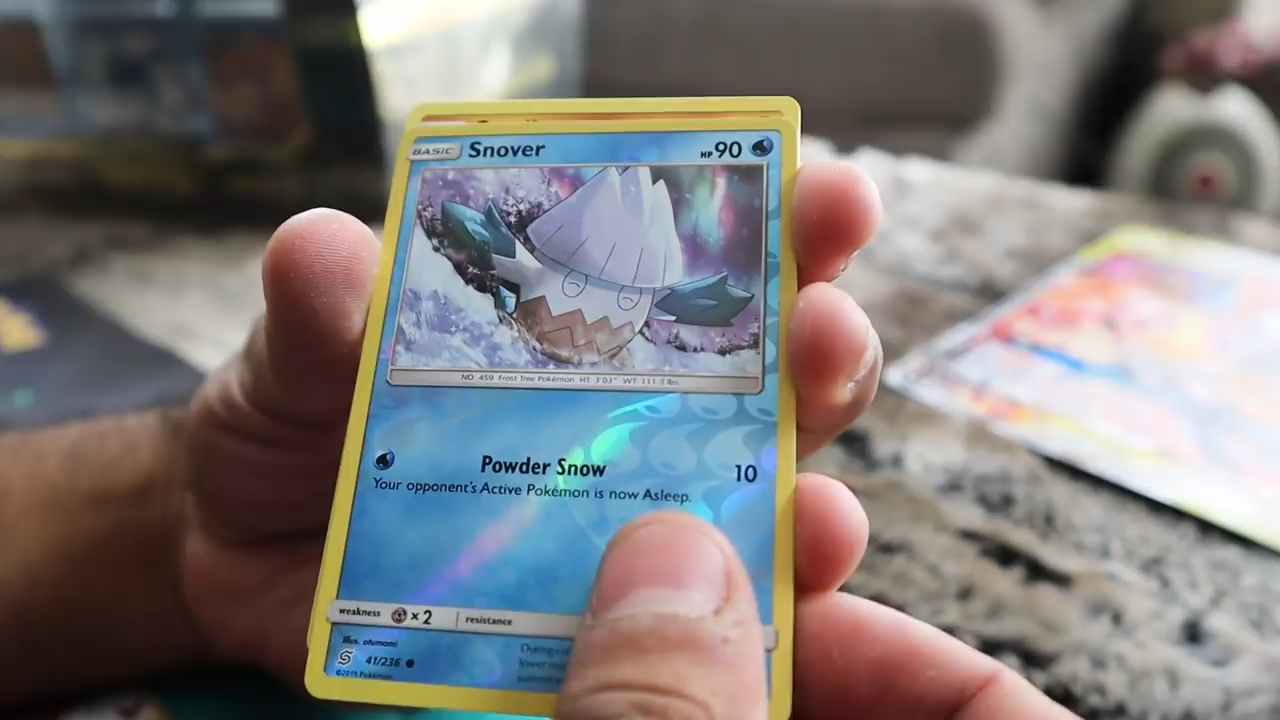 BASIC Snover HP 90
NO. 459 Frost Tree Pokémon HT: 3'03" WT: 111.3 lbs.
Powder Snow 10
Your opponent's Active Pokémon is now Asleep.
weakness ×2 resistance
Illus. otumami
41/236
©2019 Pokémon